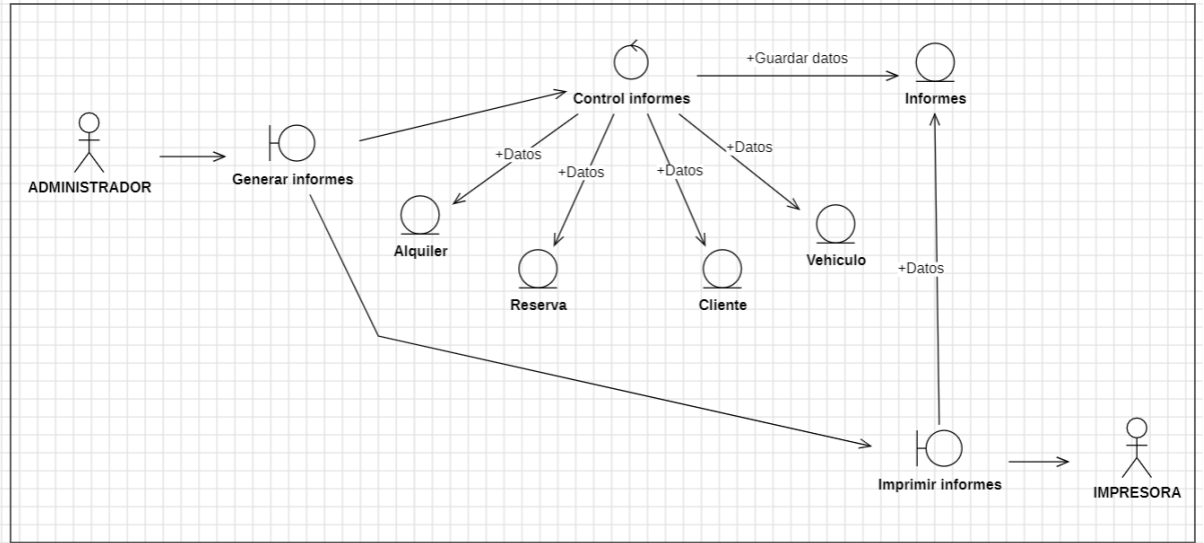 +Guardar datos
Control informes
Informes
ADMINISTRADOR
Generar informes
+Datos
+Datos
+Datos
+Datos
Alquiler
Reserva
Cliente
Vehiculo
+Datos
Imprimir informes
IMPRESORA